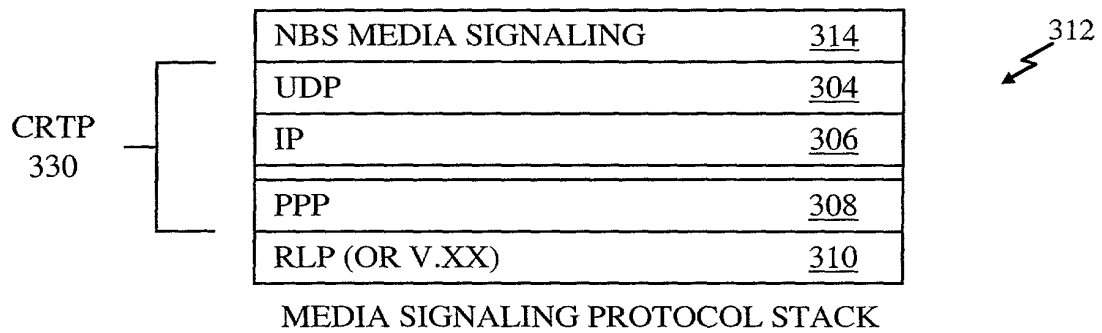 NBS MEDIA SIGNALING 314
312
UDP 304
CRTP
330
IP 306
PPP 308
RLP (OR V.XX) 310
MEDIA SIGNALING PROTOCOL STACK